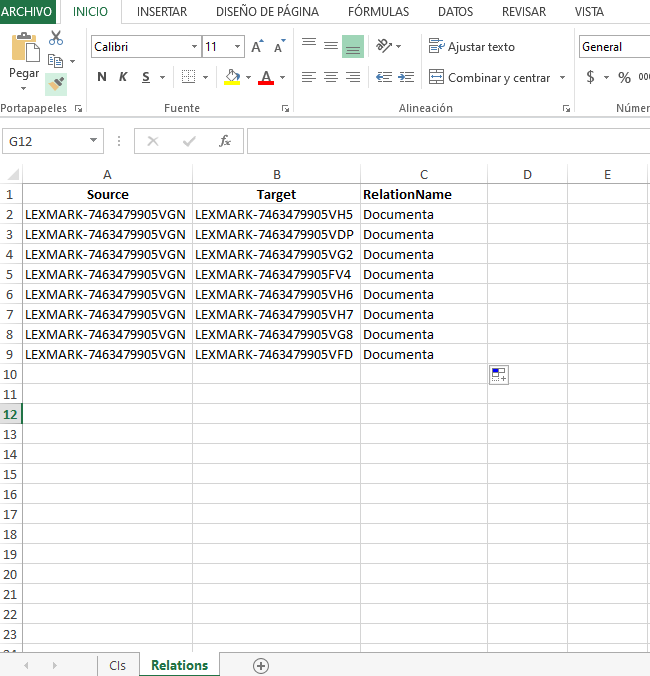 ARCHIVO INICIO INSERTAR DISEÑO DE PÁGINA FÓRMULAS DATOS REVISAR VISTA
Pegar
Calibri 11
Ajustar texto
General
N K S
A
Combinar y centrar
$ % 000
Portapapeles Fuente Alineación Númer
G12 fx
A B C D E
1 Source Target RelationName
2 LEXMARK-7463479905VGN LEXMARK-7463479905VH5 Documenta
3 LEXMARK-7463479905VGN LEXMARK-7463479905VDP Documenta
4 LEXMARK-7463479905VGN LEXMARK-7463479905VG2 Documenta
5 LEXMARK-7463479905VGN LEXMARK-7463479905FV4 Documenta
6 LEXMARK-7463479905VGN LEXMARK-7463479905VH6 Documenta
7 LEXMARK-7463479905VGN LEXMARK-7463479905VH7 Documenta
8 LEXMARK-7463479905VGN LEXMARK-7463479905VG8 Documenta
9 LEXMARK-7463479905VGN LEXMARK-7463479905VFD Documenta
10
11
12
13
14
15
16
17
18
19
20
21
22
23
CIs Relations